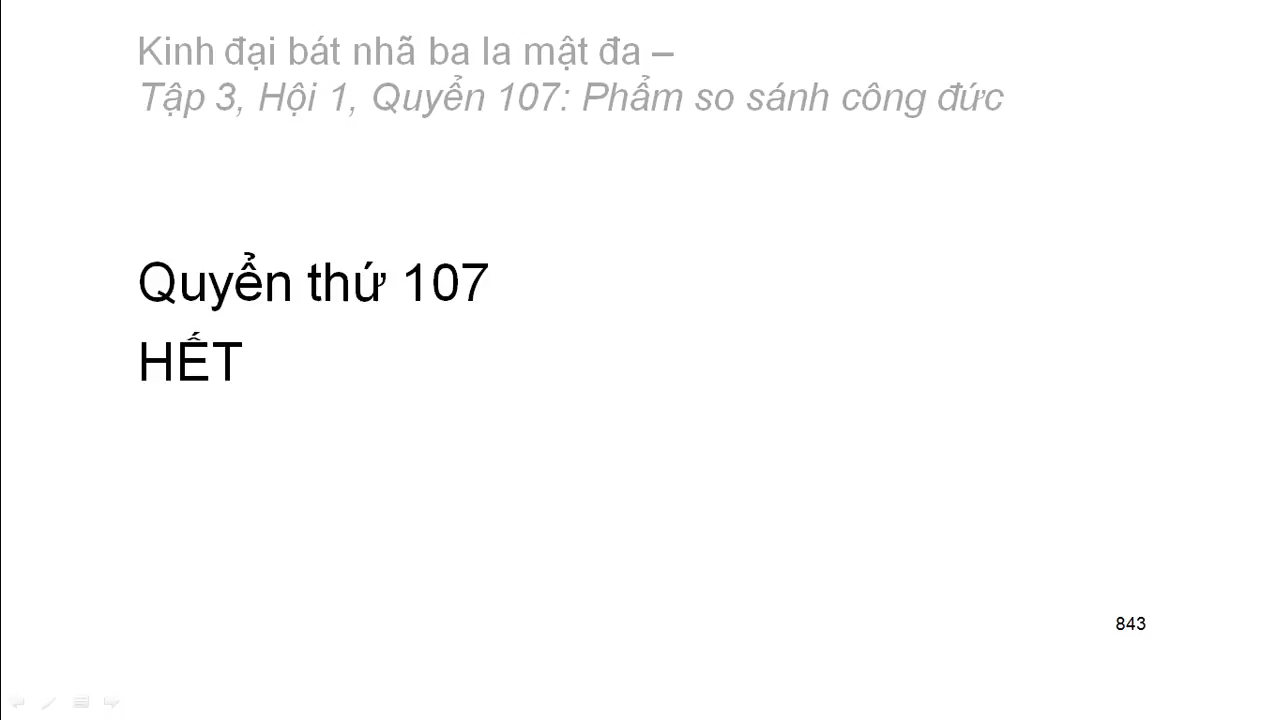 Kinh đại bát nhã ba la mật đa –
Tập 3, Hội 1, Quyển 107: Phẩm so sánh công đức
Quyển thứ 107
HẾT
843